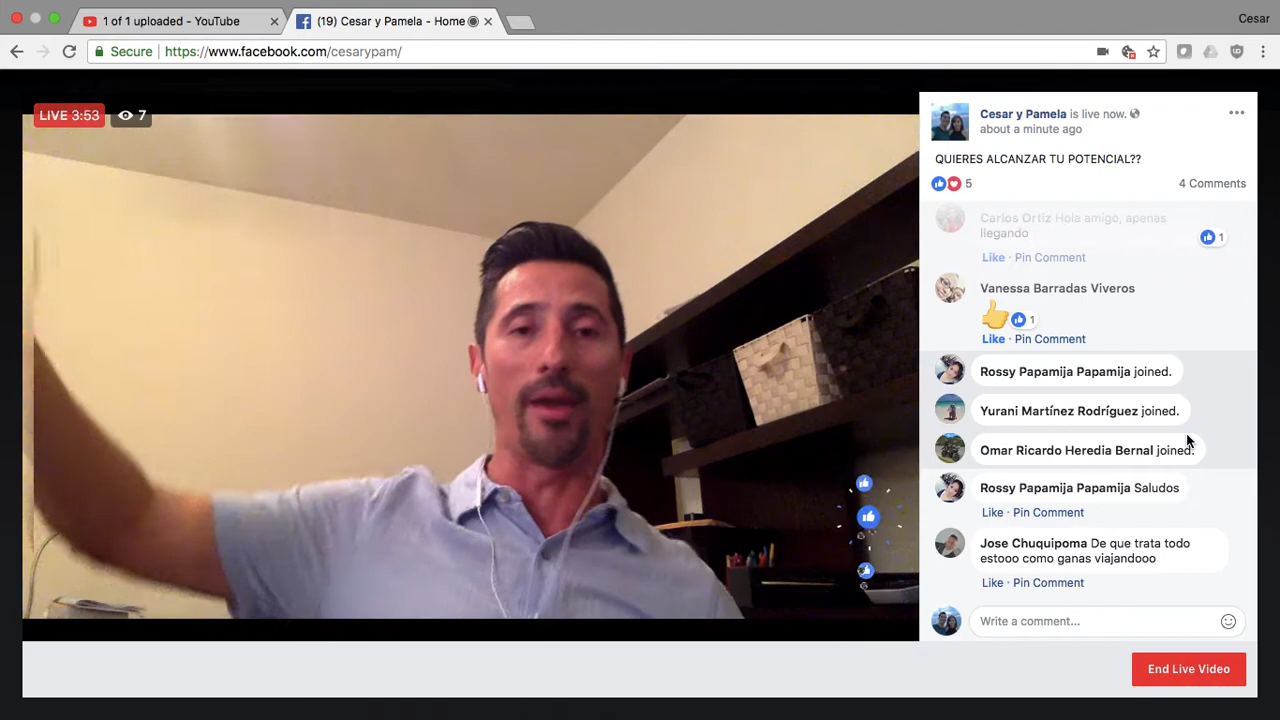 1 of 1 uploaded - YouTube
(19) Cesar y Pamela - Home
Cesar
Secure
https://www.facebook.com/cesarypam/
LIVE 3:53
7
Cesar y Pamela is live now.
about a minute ago
QUIERES ALCANZAR TU POTENCIAL??
5
4 Comments
Carlos Ortiz Hola amigo, apenas
llegando
1
Like · Pin Comment
Vanessa Barradas Viveros
1
Like · Pin Comment
Rossy Papamija Papamija joined.
Yurani Martínez Rodríguez joined.
Omar Ricardo Heredia Bernal joined.
Rossy Papamija Papamija Saludos
Like · Pin Comment
Jose Chuquipoma De que trata todo
estooo como ganas viajandooo
Like · Pin Comment
Write a comment...
End Live Video